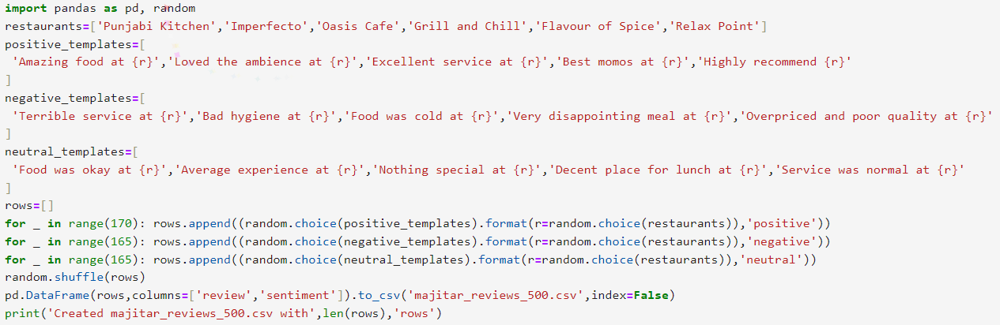 import pandas as pd, random
restaurants=['Punjabi Kitchen','Imperfecto','Oasis Cafe','Grill and Chill','Flavour of Spice','Relax Point']
positive_templates=[
 'Amazing food at {r}','Loved the ambience at {r}','Excellent service at {r}','Best momos at {r}','Highly recommend {r}'
]
negative_templates=[
 'Terrible service at {r}','Bad hygiene at {r}','Food was cold at {r}','Very disappointing meal at {r}','Overpriced and poor quality at {r}'
]
neutral_templates=[
 'Food was okay at {r}','Average experience at {r}','Nothing special at {r}','Decent place for lunch at {r}','Service was normal at {r}'
]
rows=[]
for _ in range(170): rows.append((random.choice(positive_templates).format(r=random.choice(restaurants)),'positive'))
for _ in range(165): rows.append((random.choice(negative_templates).format(r=random.choice(restaurants)),'negative'))
for _ in range(165): rows.append((random.choice(neutral_templates).format(r=random.choice(restaurants)),'neutral'))
random.shuffle(rows)
pd.DataFrame(rows,columns=['review','sentiment']).to_csv('majitar_reviews_500.csv',index=False)
print('Created majitar_reviews_500.csv with',len(rows),'rows')